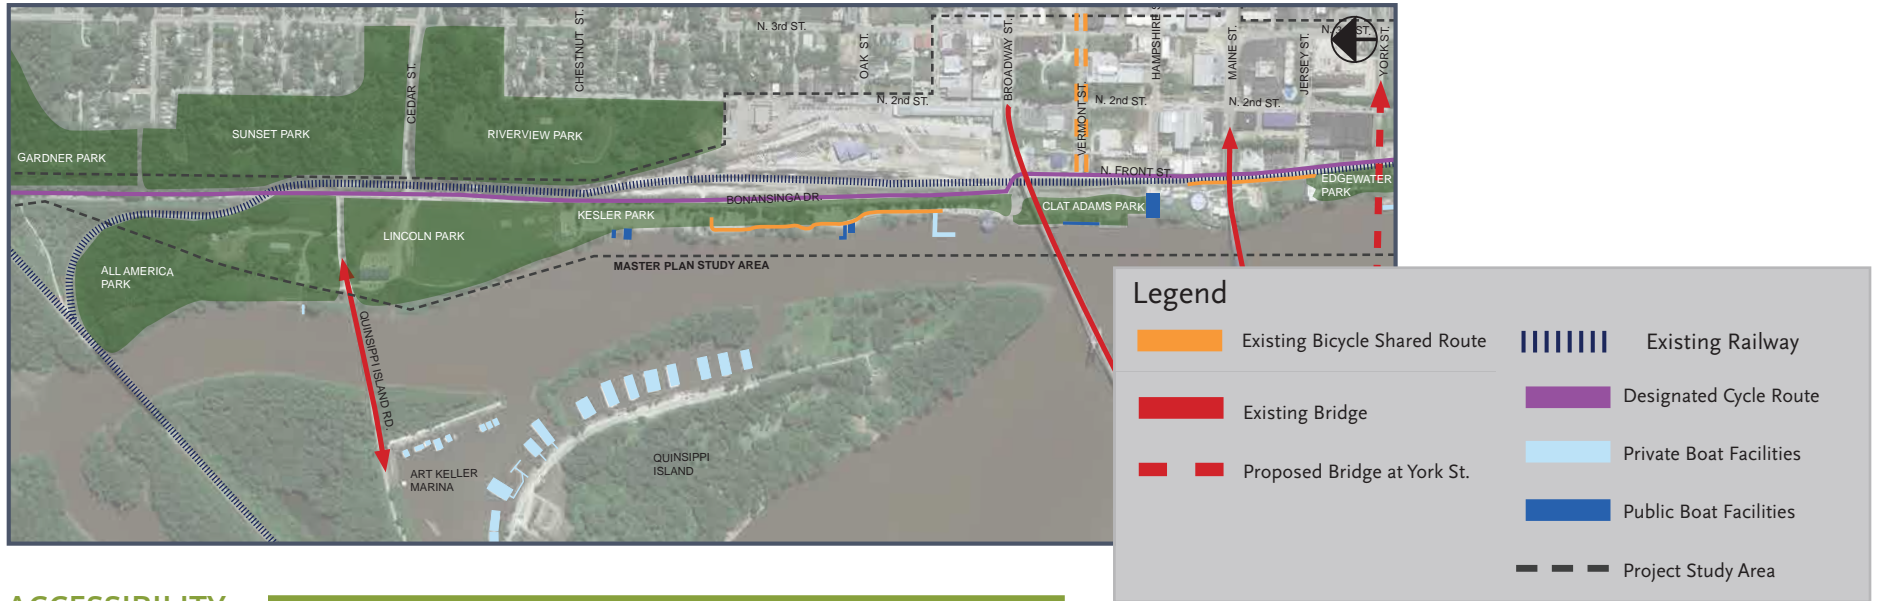 N. 3rd ST.
CEDAR ST.
CHESTNUT ST.
OAK ST.
BROADWAY ST.
VERMONT ST.
HAMPSHIRE
MAINE ST.
JERSEY ST.
YORK ST.
N. 2nd ST.
N. 2nd ST.
N. 2nd ST.
SUNSET PARK
RIVERVIEW PARK
GARDNER PARK
N. FRONT ST.
EDGEWATER
PARK
BONANSINGA DR.
CLAT ADAMS PARK
KESLER PARK
LINCOLN PARK
ALL AMERICA
PARK
MASTER PLAN STUDY AREA
QUINSIPPI ISLAND RD.
QUINSIPPI
ISLAND
ART KELLER
MARINA
Legend
Existing Bicycle Shared Route
Existing Bridge
Proposed Bridge at York St.
Existing Railway
Designated Cycle Route
Private Boat Facilities
Public Boat Facilities
Project Study Area
ACCESSIBILITY